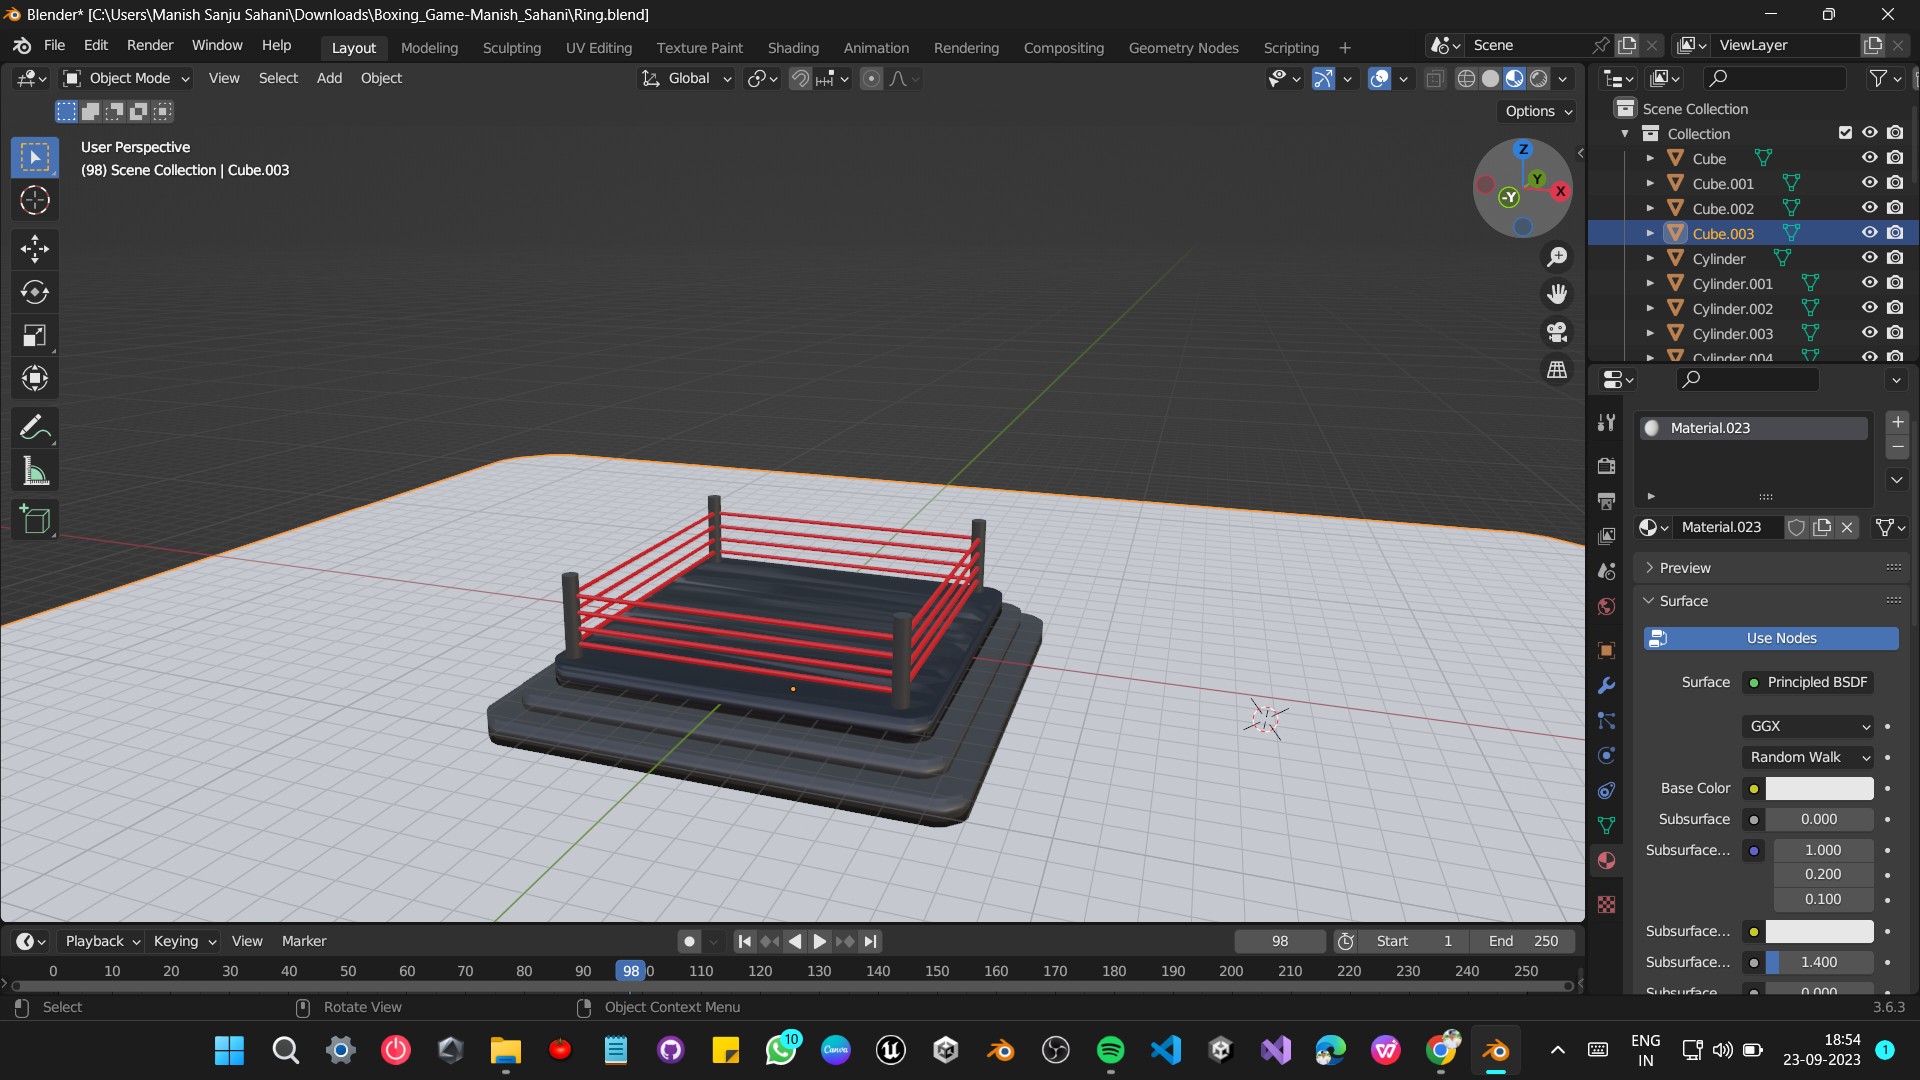 Blender* [C:\Users\Manish Sanju Sahani\Downloads\Boxing_Game-Manish_Sahani\Ring.blend]
File Edit Render Window Help Layout Modeling Sculpting UV Editing Texture Paint Shading Animation Rendering Compositing Geometry Nodes Scripting + Scene ViewLayer
Object Mode View Select Add Object Global
Options
User Perspective
(98) Scene Collection | Cube.003
Z
Y
X
-Y
Scene Collection
Collection
Cube
Cube.001
Cube.002
Cube.003
Cylinder
Cylinder.001
Cylinder.002
Cylinder.003
Cylinder.004
Material.023
Material.023
Preview
Surface
Use Nodes
Surface Principled BSDF
GGX
Random Walk
Base Color
Subsurface 0.000
Subsurface... 1.000
0.200
0.100
Subsurface...
Subsurface... 1.400
Subsurface 0.000
Playback Keying View Marker 98 Start 1 End 250
0 10 20 30 40 50 60 70 80 90 98 0 110 120 130 140 150 160 170 180 190 200 210 220 230 240 250
Select Rotate View Object Context Menu 3.6.3
10
Canva
ENG
IN
18:54
23-09-2023
1